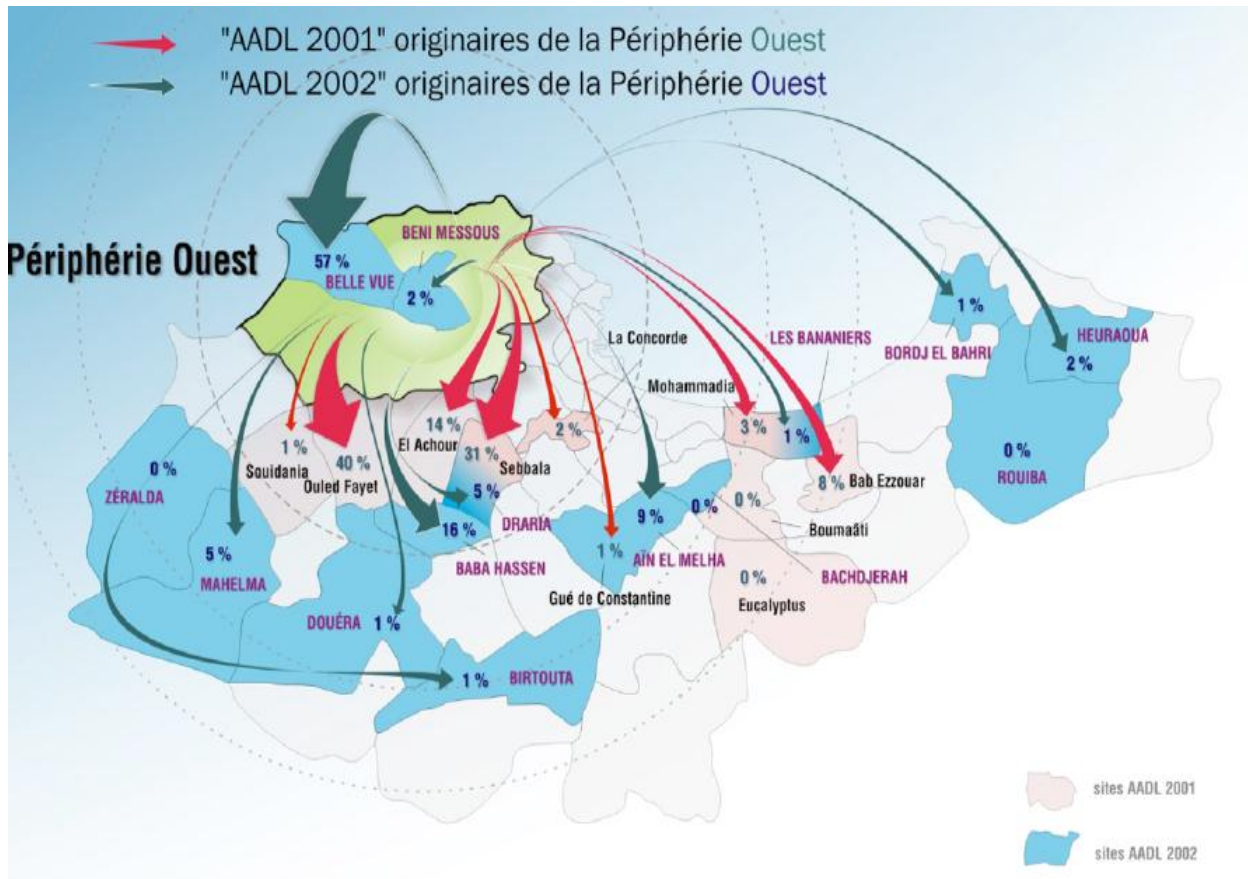 "AADL 2001" originaires de la Périphérie Ouest
"AADL 2002" originaires de la Périphérie Ouest
Périphérie Ouest
BENI MESSOUS
57 %
BELLE VUE
2 %
La Concorde
LES BANANIERS
Mohammadia
BORDJ EL BAHRI
1 %
HEURAOUA
2 %
0 %
ROUIBA
3 %
1 %
8 %
Bab Ezzouar
0 %
Boumaâti
0 %
Eucalyptus
BACHDJERAH
0 %
9 %
AÏN EL MELHA
1 %
Gué de Constantine
2 %
14 %
El Achour
31 %
Sebbala
5 %
DRARIA
16 %
BABA HASSEN
1 %
Souidania
40 %
Ouled Fayet
0 %
ZÉRALDA
5 %
MAHELMA
DOUÉRA
1 %
1 %
BIRTOUTA
sites AADL 2001
sites AADL 2002